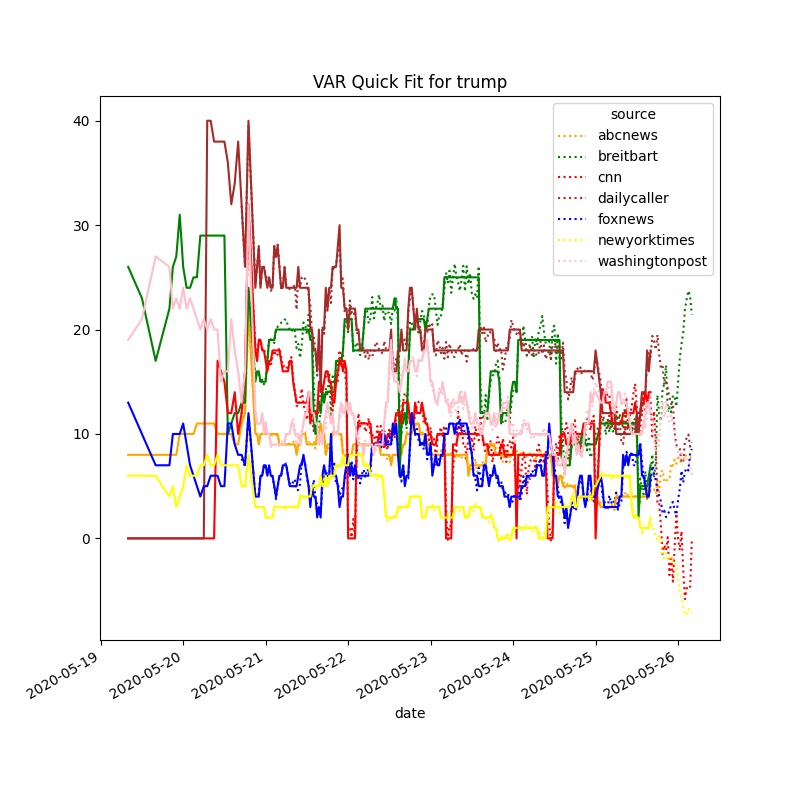 VAR Quick Fit for trump
source
abcnews
breitbart
cnn
dailycaller
foxnews
newyorktimes
washingtonpost
40
30
20
10
0
2020-05-19
2020-05-20
2020-05-21
2020-05-22
2020-05-23
2020-05-24
2020-05-25
2020-05-26
date